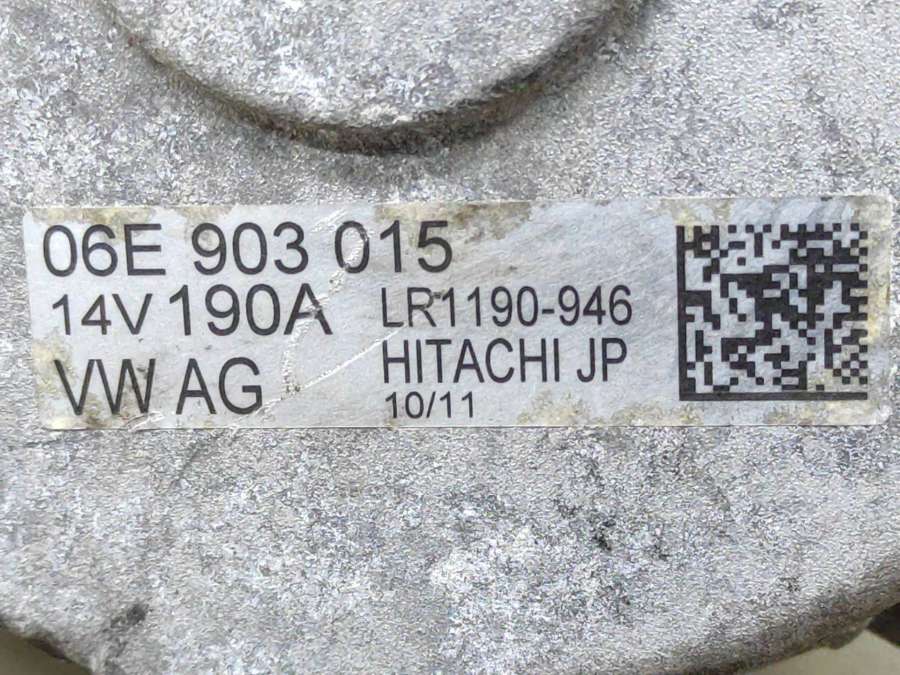 06E 903 015
14V 190A LR1190-946
VW AG HITACHI JP
10/11